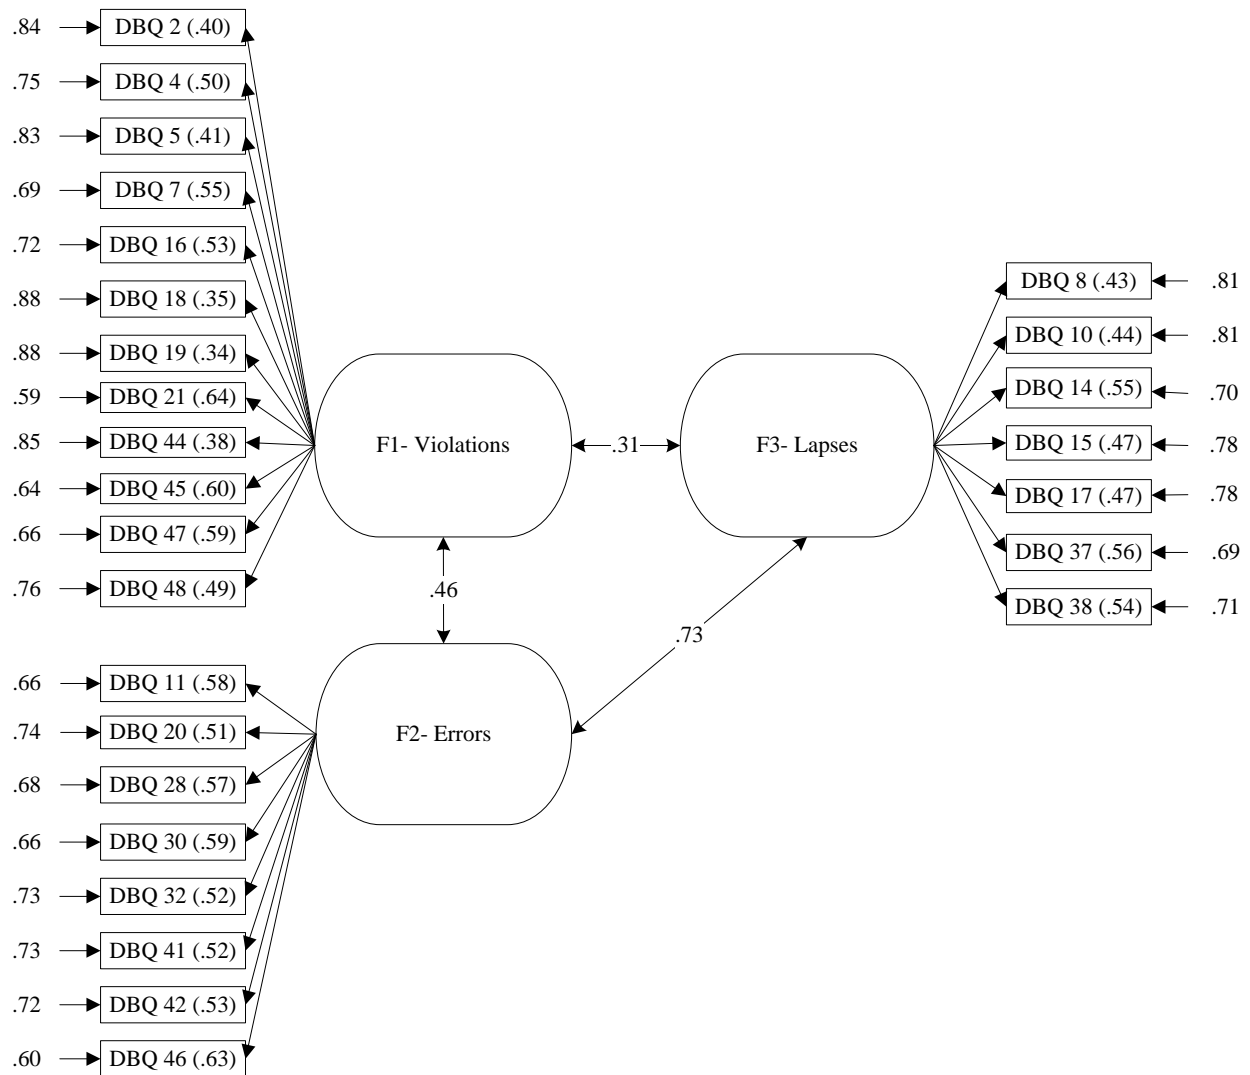 .84 DBQ 2 (.40)
.75 DBQ 4 (.50)
.83 DBQ 5 (.41)
.69 DBQ 7 (.55)
.72 DBQ 16 (.53)
.88 DBQ 18 (.35)
.88 DBQ 19 (.34)
.59 DBQ 21 (.64)
.85 DBQ 44 (.38)
.64 DBQ 45 (.60)
.66 DBQ 47 (.59)
.76 DBQ 48 (.49)
F1- Violations
.31
F3- Lapses
DBQ 8 (.43) .81
DBQ 10 (.44) .81
DBQ 14 (.55) .70
DBQ 15 (.47) .78
DBQ 17 (.47) .78
DBQ 37 (.56) .69
DBQ 38 (.54) .71
.46
.73
F2- Errors
.66 DBQ 11 (.58)
.74 DBQ 20 (.51)
.68 DBQ 28 (.57)
.66 DBQ 30 (.59)
.73 DBQ 32 (.52)
.73 DBQ 41 (.52)
.72 DBQ 42 (.53)
.60 DBQ 46 (.63)